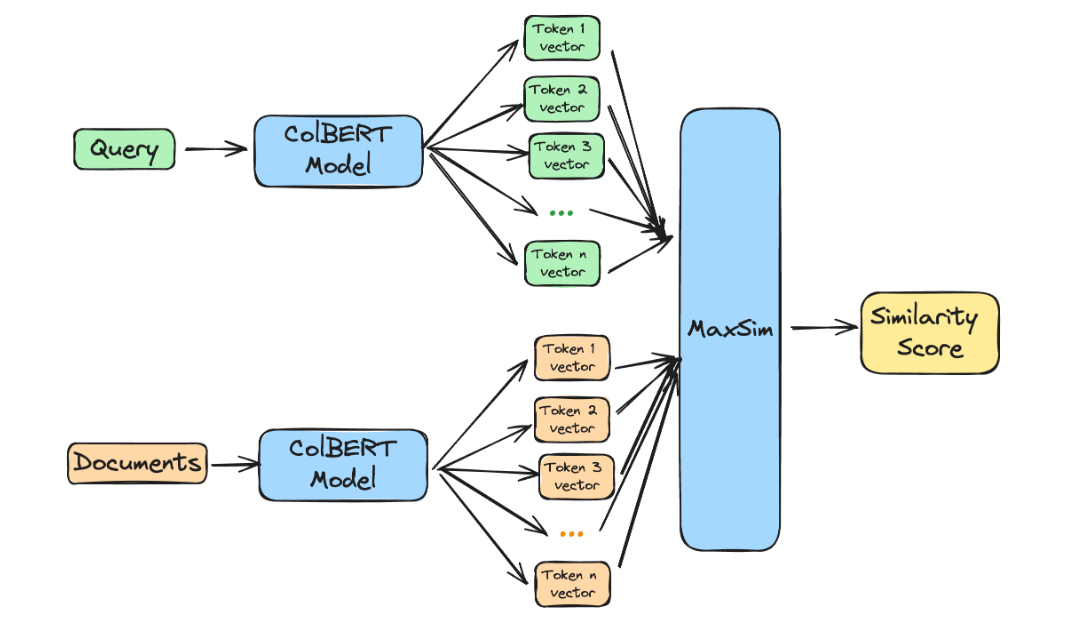 Query
ColBERT
Model
Token 1
vector
Token 2
vector
Token 3
vector
...
Token n
vector
Documents
ColBERT
Model
Token 1
vector
Token 2
vector
Token 3
vector
...
Token n
vector
MaxSim
Similarity
Score